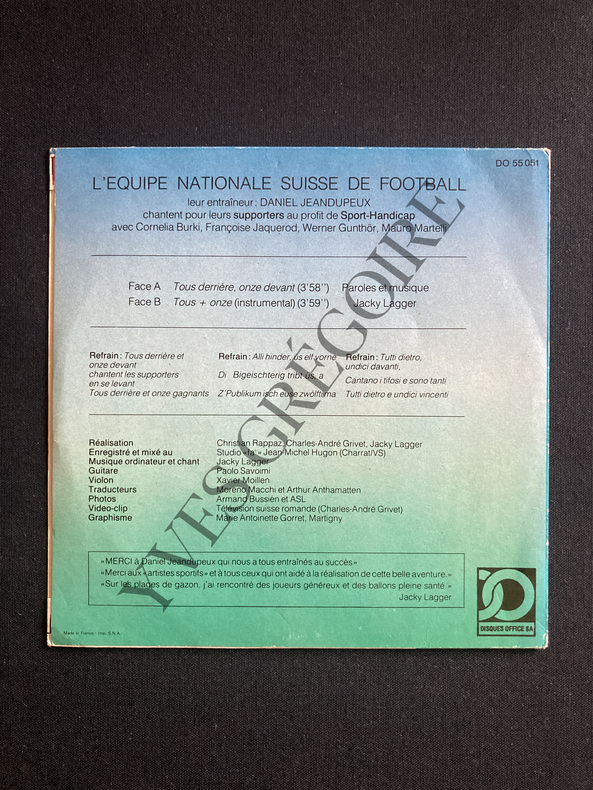 DO 55 051
L'EQUIPE NATIONALE SUISSE DE FOOTBALL
leur entraîneur : DANIEL JEANDUPEUX
chantent pour leurs supporters au profit de Sport-Handicap
avec Cornelia Burki, Françoise Jaquerod, Werner Gunthör, Mauro Martelli
Face A Tous derrière, onze devant (3'58'') Paroles et musique
Face B Tous + onze (instrumental) (3'59'') Jacky Lagger
Refrain : Tous derrière et
onze devant
chantent les supporters
en se levant
Tous derrière et onze gagnants
Refrain : Alli hinder, us elf vorne
Di Bigeischterig tribt us a
Z'Publikum isch euse zwölftima
Refrain : Tutti dietro,
undici davanti,
Cantano i tifosi e sono tanti
Tutti dietro e undici vincenti
Réalisation Christian Rappaz, Charles-André Grivet, Jacky Lagger
Enregistré et mixé au Studio «la» Jean-Michel Hugon (Charrat/VS)
Musique ordinateur et chant Jacky Lagger
Guitare Paolo Savoimi
Violon Xavier Moillen
Traducteurs Moreno Macchi et Arthur Anthamatten
Photos Armand Bussien et ASL
Video-clip Télévision suisse romande (Charles-André Grivet)
Graphisme Marie Antoinette Gorret, Martigny
«MERCI à Daniel Jeandupeux qui nous a tous entraînés au succès»
«Merci aux «artistes sportifs» et à tous ceux qui ont aidé à la réalisation de cette belle aventure.»
«Sur les plages de gazon, j'ai rencontré des joueurs généreux et des ballons pleine santé.»
Jacky Lagger
DISQUES OFFICE SA
Made in France - Imp. S.N.A.
YVES GRÉGOIRE